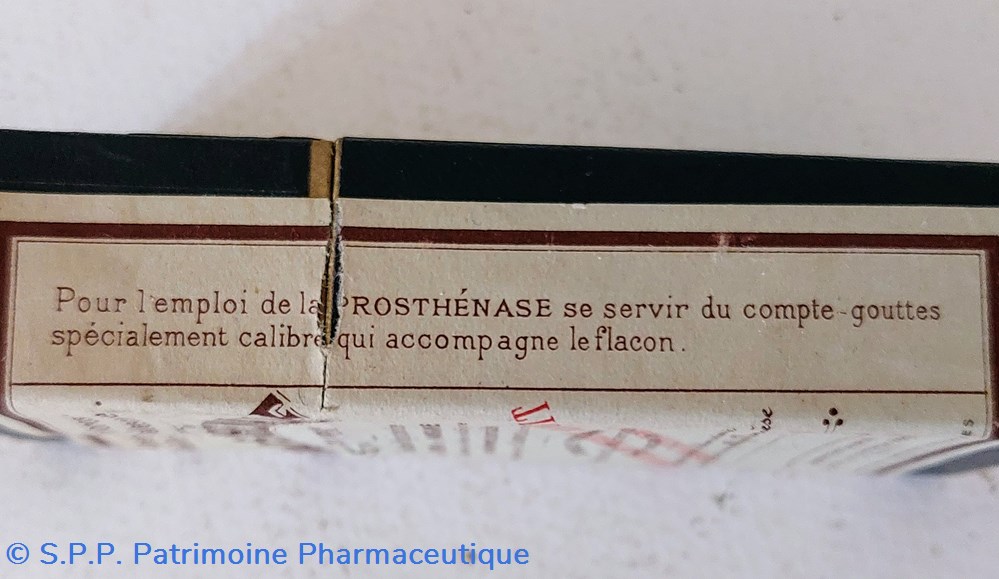 Pour l'emploi de la PROSTHÉNASE se servir du compte-gouttes
spécialement calibré qui accompagne le flacon.
© S.P.P. Patrimoine Pharmaceutique